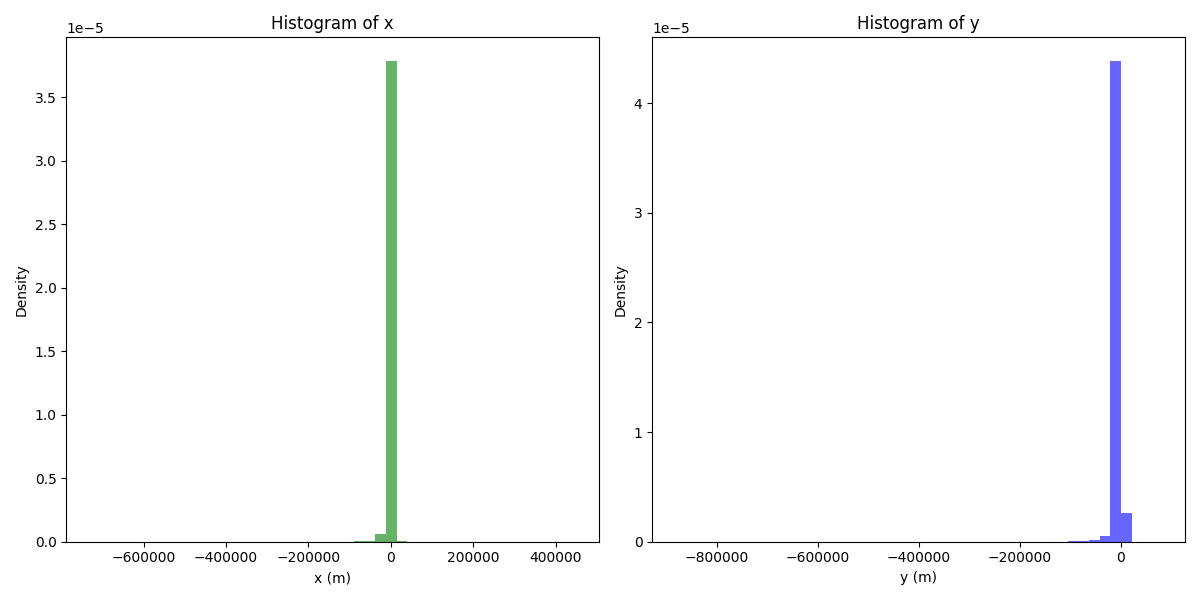 Histogram of x
1e−5
3.5
3.0
2.5
2.0
1.5
1.0
0.5
0.0
Density
−600000 −400000 −200000 0 200000 400000
x (m)
Histogram of y
1e−5
4
3
2
1
0
Density
−800000 −600000 −400000 −200000 0
y (m)